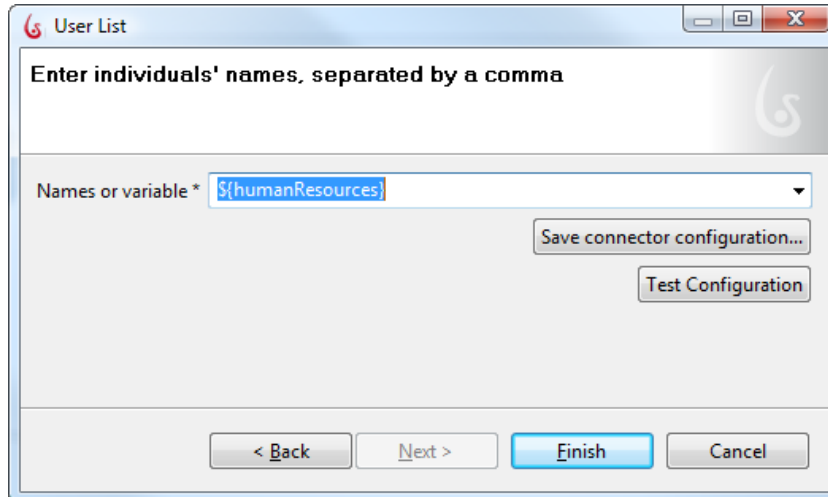 User List
Enter individuals' names, separated by a comma
Names or variable * ${humanResources}
Save connector configuration...
Test Configuration
< Back Next > Finish Cancel